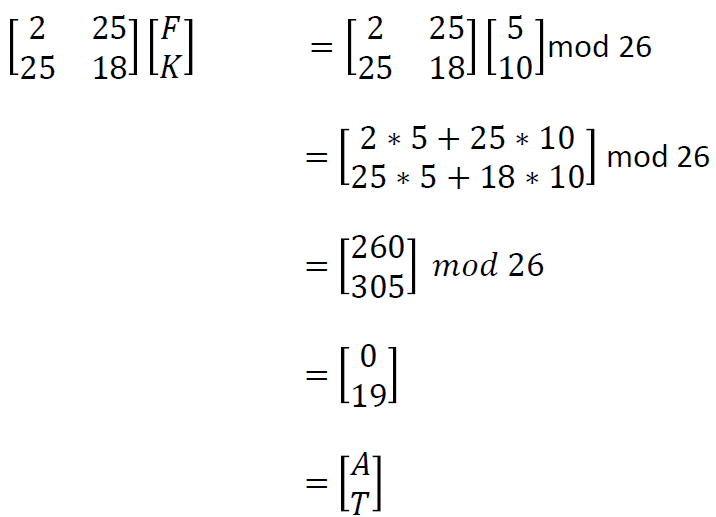 [2 25
25 18] [F
K] = [2 25
25 18] [5
10] mod 26
= [2 ∗ 5 + 25 ∗ 10
25 ∗ 5 + 18 ∗ 10] mod 26
= [260
305] mod 26
= [0
19]
= [A
T]